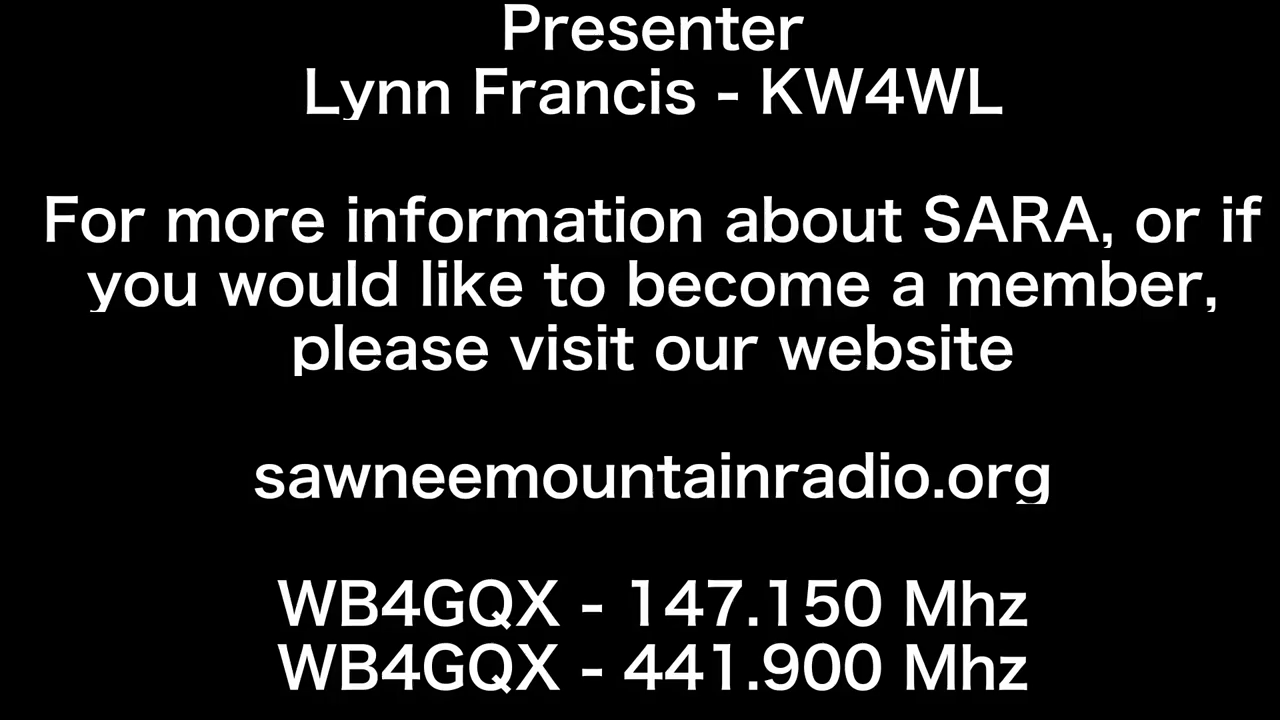 Presenter
Lynn Francis - KW4WL
For more information about SARA, or if
you would like to become a member,
please visit our website
sawneemountainradio.org
WB4GQX - 147.150 Mhz
WB4GQX - 441.900 Mhz